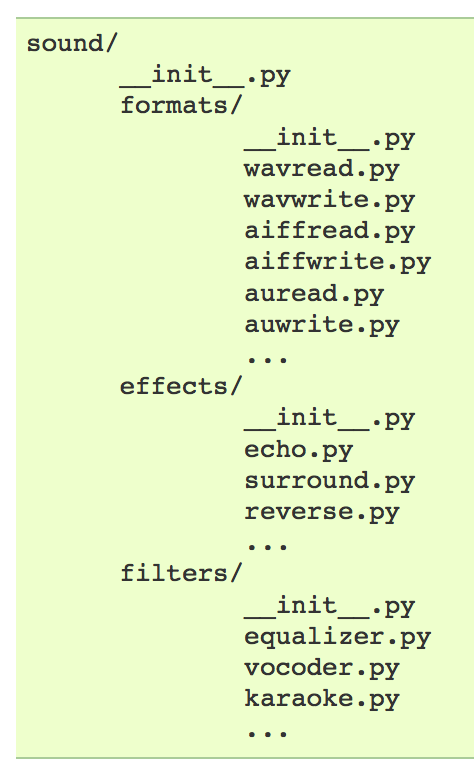 sound/
__init__.py
formats/
__init__.py
wavread.py
wavwrite.py
aiffread.py
aiffwrite.py
auread.py
auwrite.py
...
effects/
__init__.py
echo.py
surround.py
reverse.py
...
filters/
__init__.py
equalizer.py
vocoder.py
karaoke.py
...